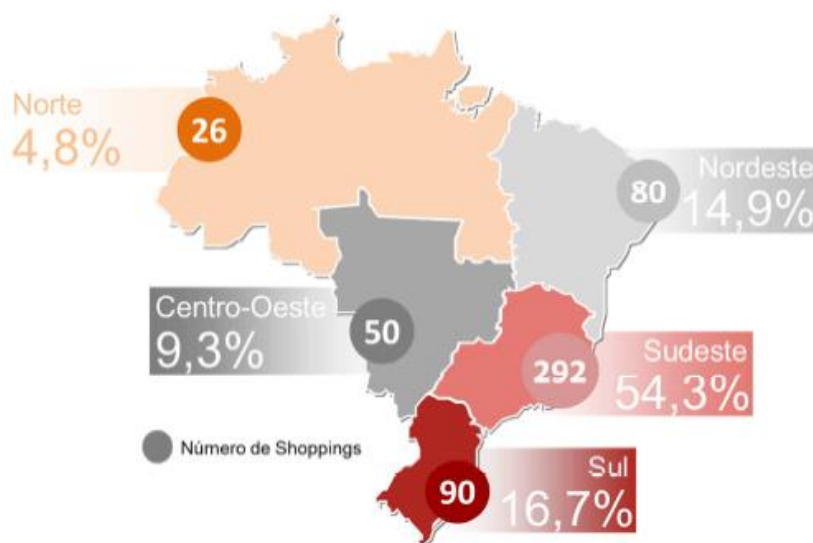 Norte
4,8%
26
Nordeste
14,9%
80
Centro-Oeste
9,3%
50
Sudeste
54,3%
292
Número de Shoppings
Sul
16,7%
90